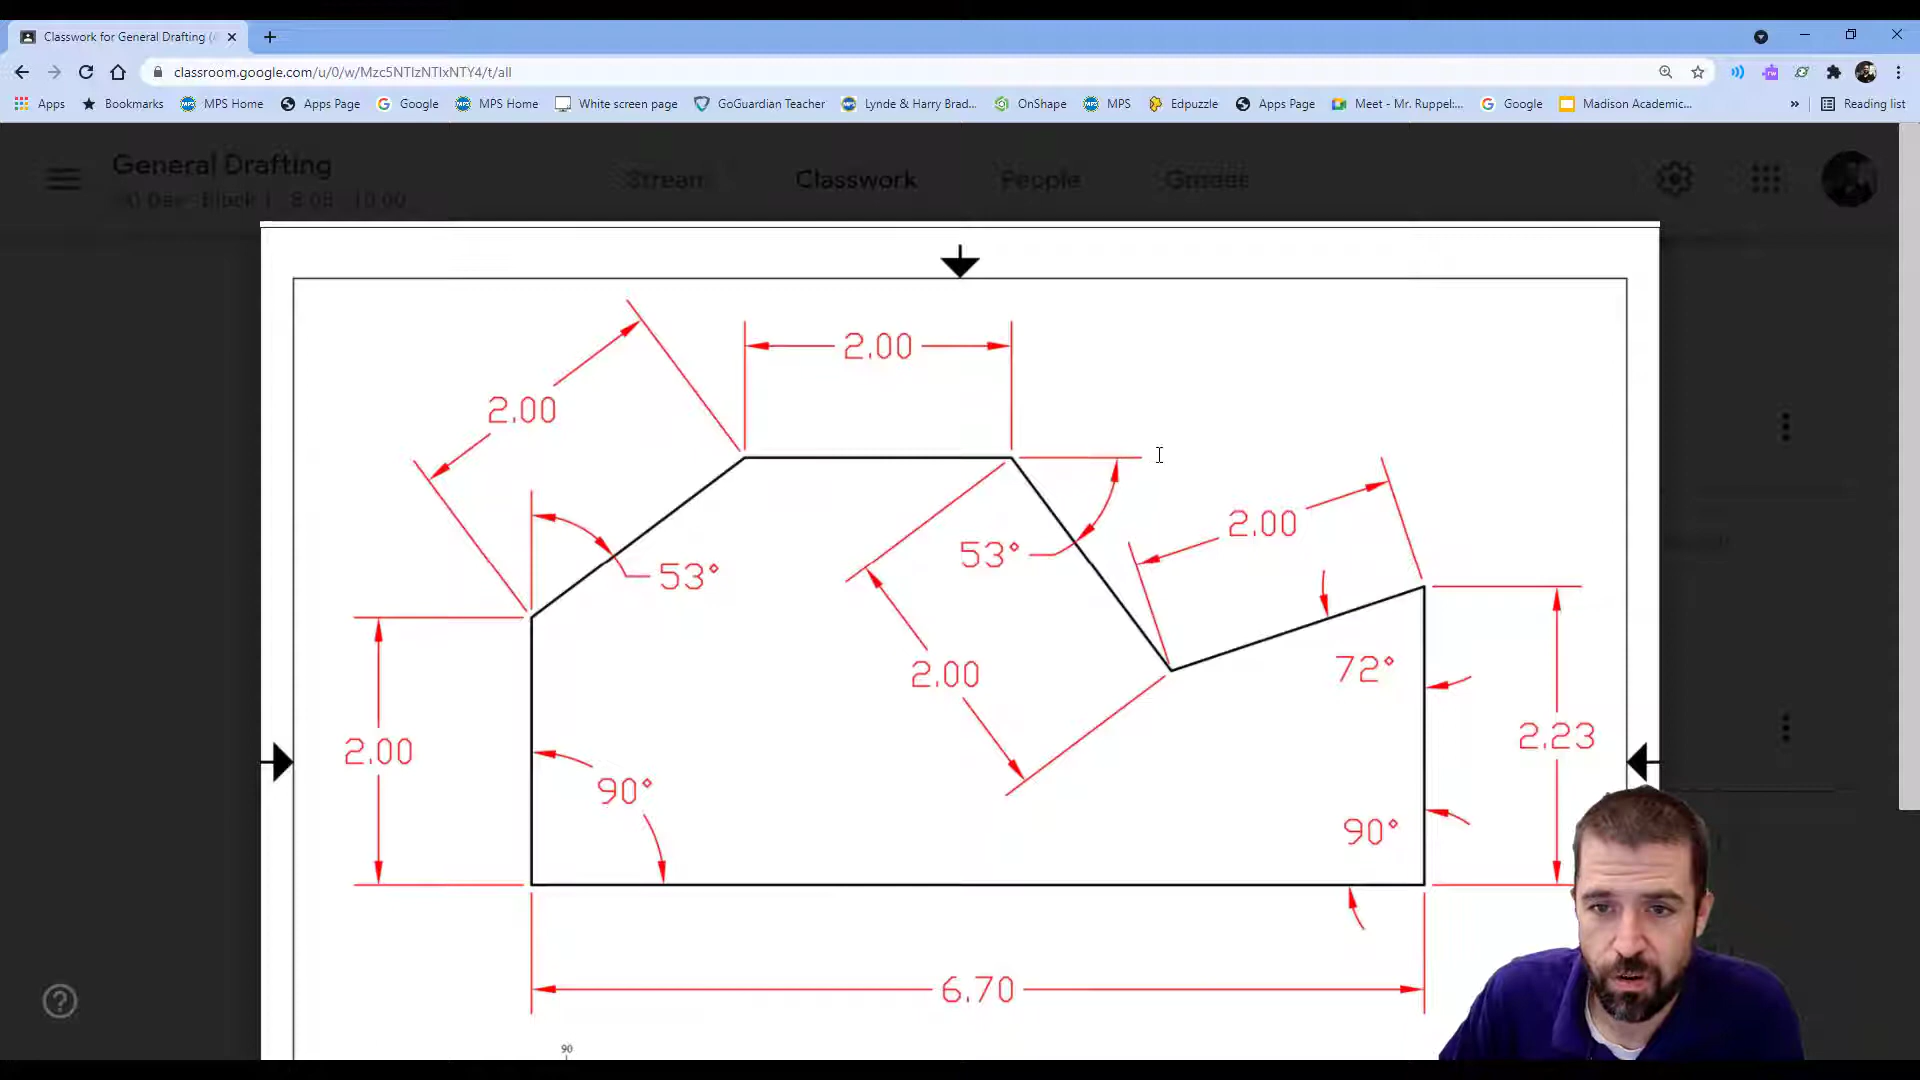 Classwork for General Drafting (
classroom.google.com/u/0/w/Mzc5NTIzNTIxNTY4/t/all
Apps Bookmarks MPS Home Apps Page Google MPS Home White screen page GoGuardian Teacher Lynde & Harry Brad... OnShape MPS Edpuzzle Apps Page Meet - Mr. Ruppel:... Google Madison Academic... » Reading list
General Drafting
Stream Classwork People Grades
2.00
2.00
53°
53°
2.00
72°
2.00
2.00
2.23
90°
90°
6.70
90